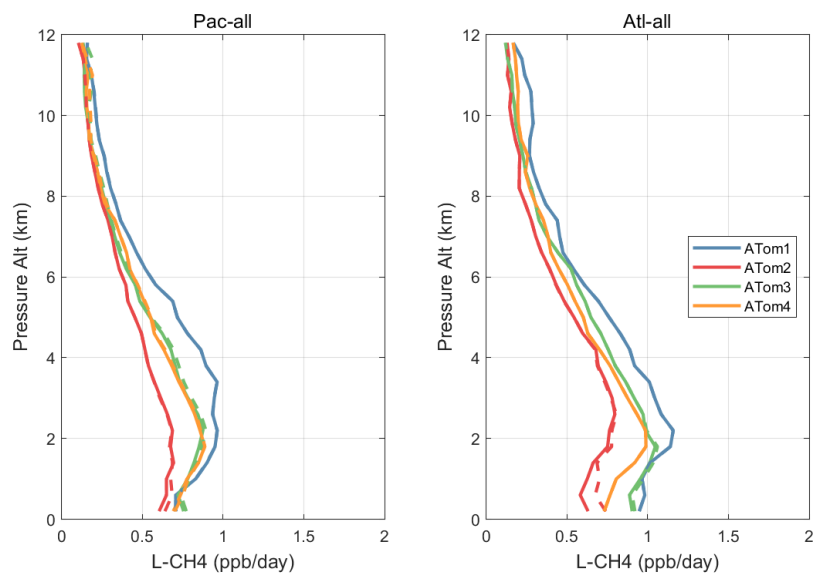 Pac-all
12
10
8
6
4
2
0
Pressure Alt (km)
0
0.5
1
1.5
2
L-CH4 (ppb/day)
Atl-all
12
10
8
6
4
2
0
Pressure Alt (km)
0
0.5
1
1.5
2
L-CH4 (ppb/day)
ATom1
ATom2
ATom3
ATom4